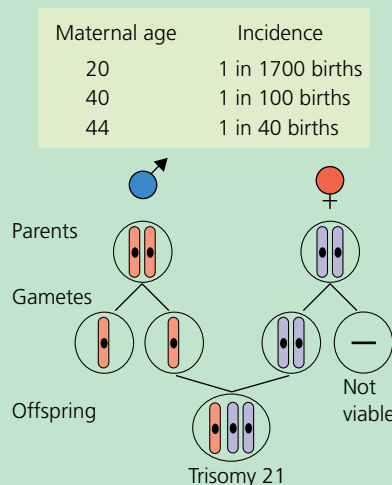 Maternal age Incidence
20 1 in 1700 births
40 1 in 100 births
44 1 in 40 births
Parents
Gametes
Not
viable
Offspring
Trisomy 21